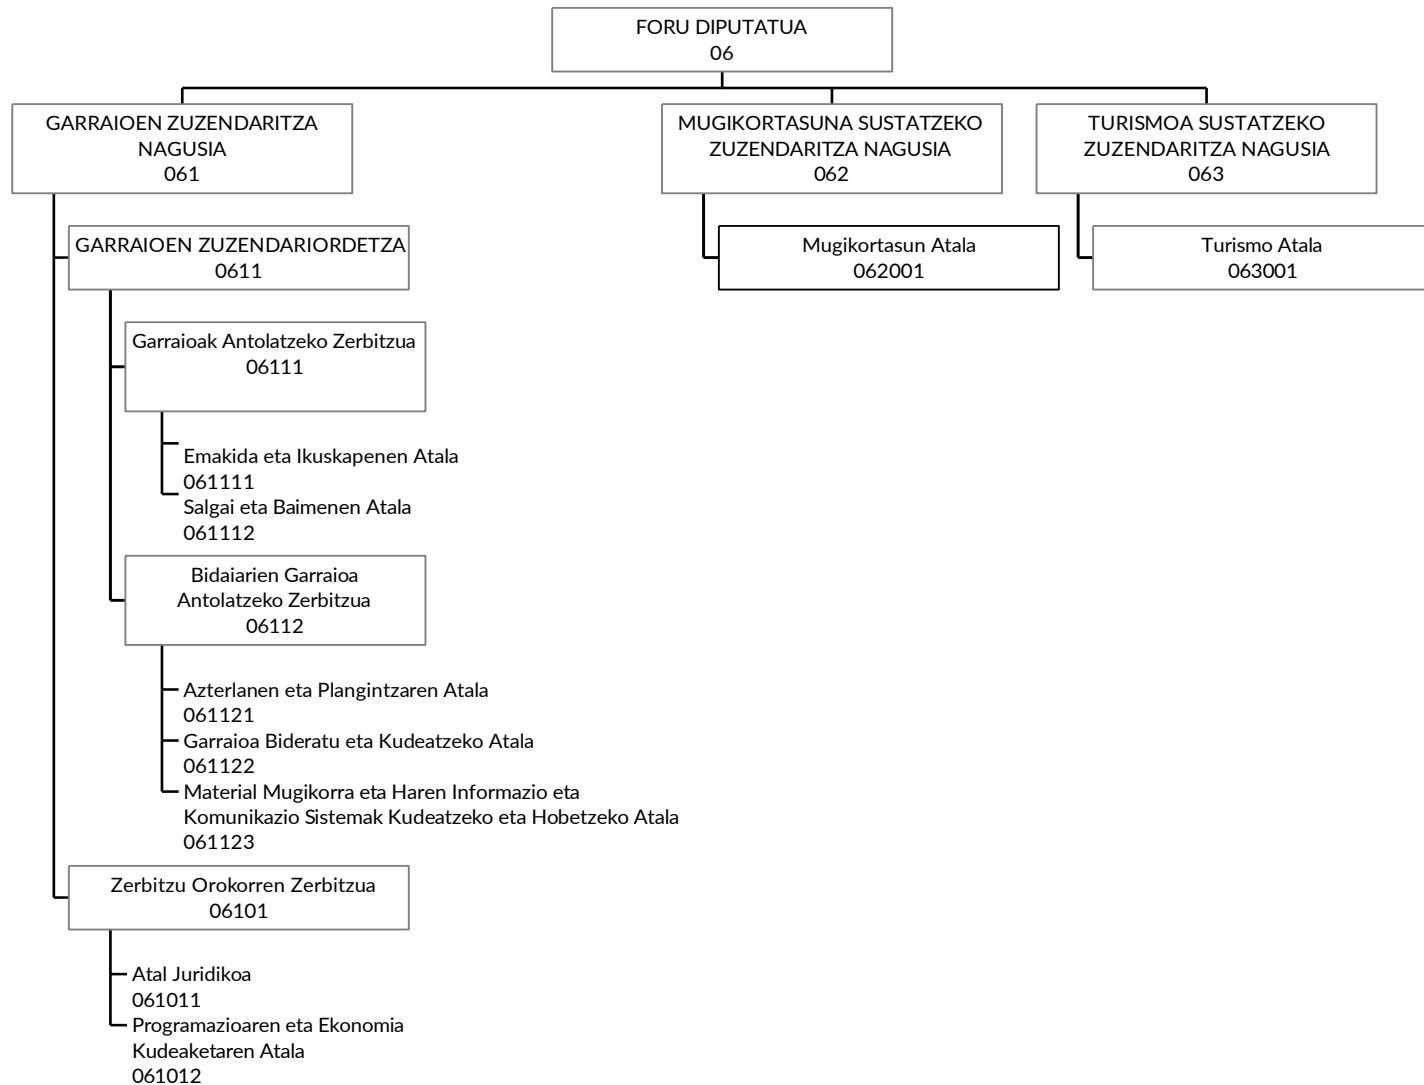 FORU DIPUTATUA
06
GARRAIOEN ZUZENDARITZA
NAGUSIA
061
MUGIKORTASUNA SUSTATZEKO
ZUZENDARITZA NAGUSIA
062
TURISMOA SUSTATZEKO
ZUZENDARITZA NAGUSIA
063
GARRAIOEN ZUZENDARIORDETZA
0611
Mugikortasun Atala
062001
Turismo Atala
063001
Garraioak Antolatzeko Zerbitzua
06111
Emakida eta Ikuskapenen Atala
061111
Salgai eta Baimenen Atala
061112
Bidaiarien Garraioa
Antolatzeko Zerbitzua
06112
Azterlanen eta Plangintzaren Atala
061121
Garraioa Bideratu eta Kudeatzeko Atala
061122
Material Mugikorra eta Haren Informazio eta
Komunikazio Sistemak Kudeatzeko eta Hobetzeko Atala
061123
Zerbitzu Orokorren Zerbitzua
06101
Atal Juridikoa
061011
Programazioaren eta Ekonomia
Kudeaketaren Atala
061012